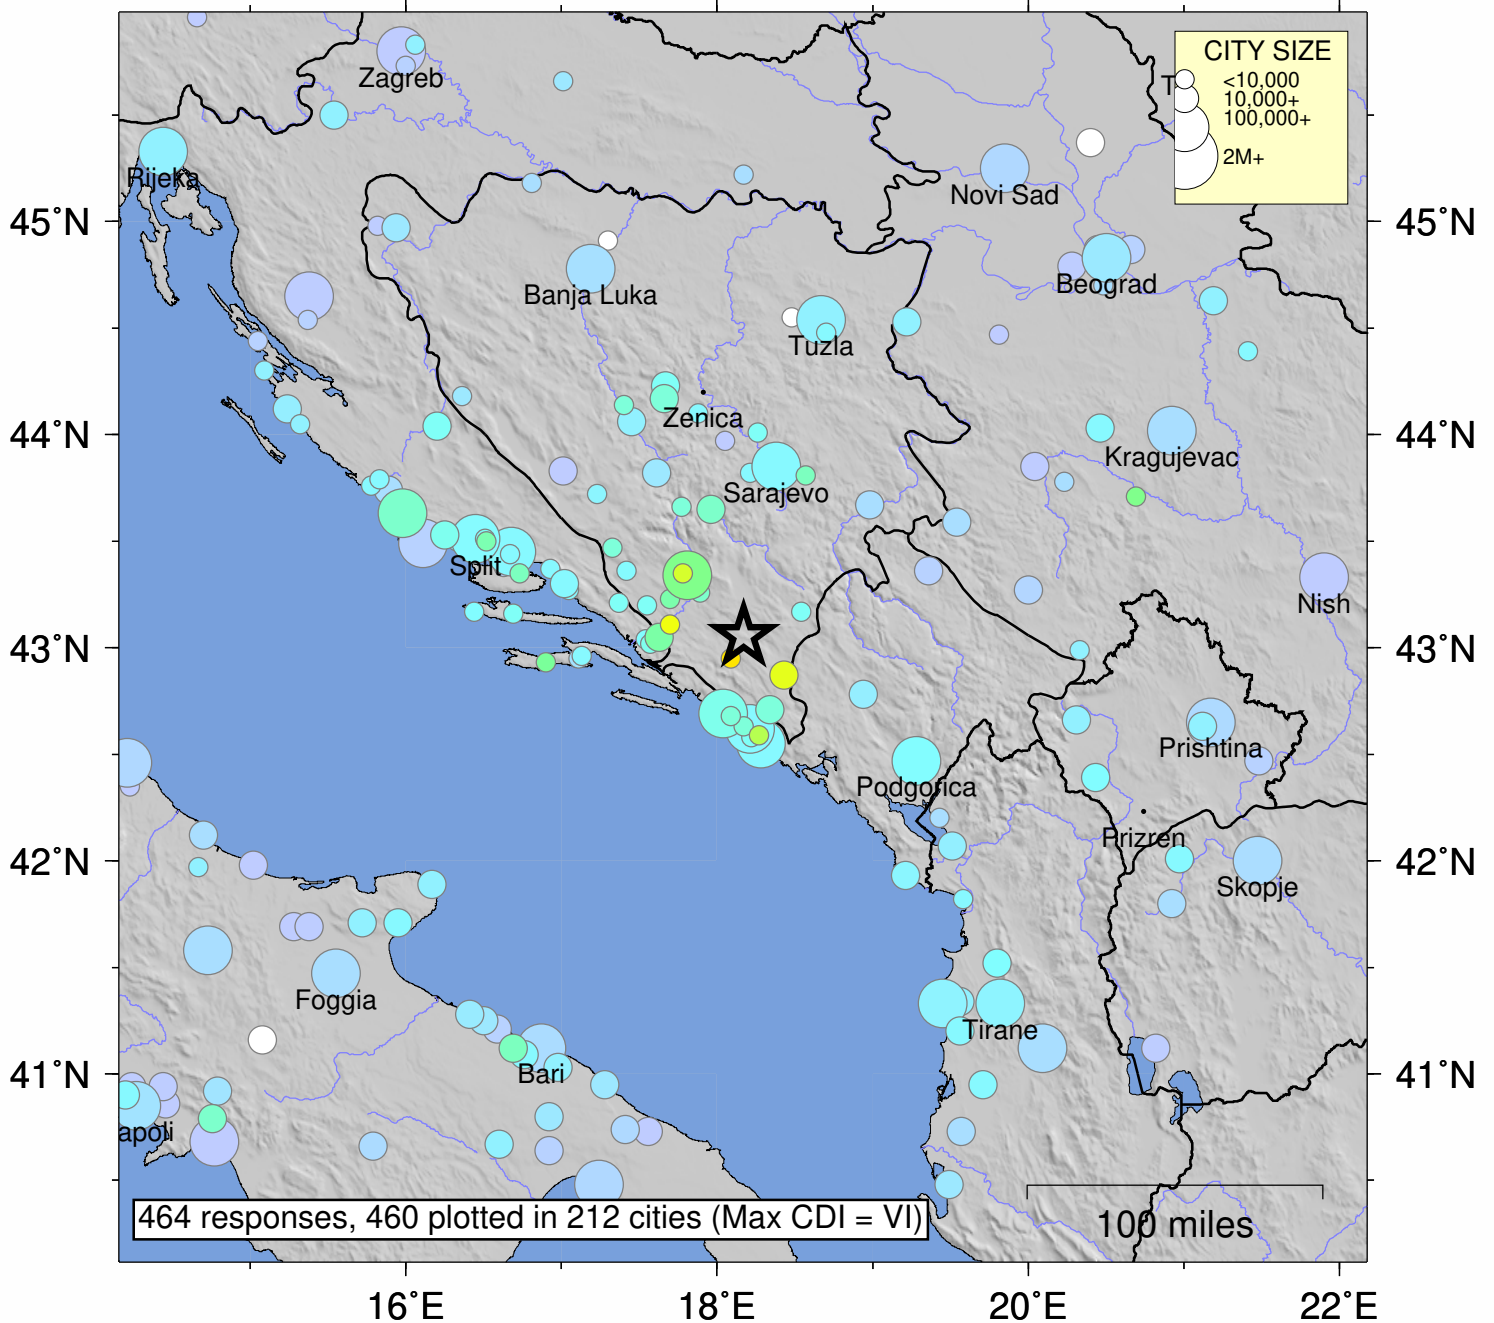 CITY SIZE
<10,000
10,000+
100,000+
2M+
T
Zagreb
Rijeka
Novi Sad
45˚N
45˚N
Banja Luka
Beograd
Tuzla
Zenica
44˚N
44˚N
Kragujevac
Sarajevo
Split
Nish
43˚N
43˚N
Prishtina
Podgorica
Prizren
42˚N
42˚N
Skopje
Foggia
Tirane
Bari
41˚N
41˚N
apoli
464 responses, 460 plotted in 212 cities (Max CDI = VI)
100 miles
16˚E
18˚E
20˚E
22˚E